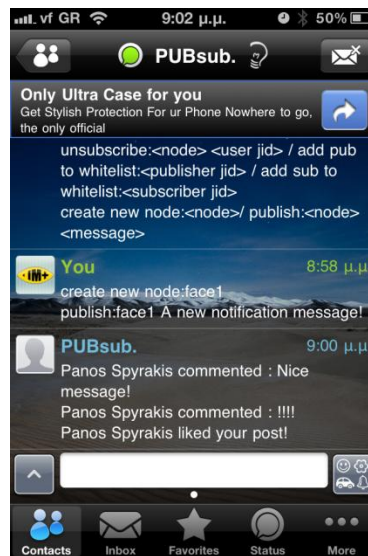 vf GR 9:02 μ.μ. 50%
PUBsub.
Only Ultra Case for you
Get Stylish Protection For ur Phone Nowhere to go,
the only official
unsubscribe:<node> <user jid> / add pub
to whitelist:<publisher jid> / add sub to
whitelist:<subscriber jid>
create new node:<node>/ publish:<node>
<message>
IM+
You 8:58 μ.μ
create new node:face1
publish:face1 A new notification message!
PUBsub. 9:00 μ.μ
Panos Spyrakis commented : Nice
message!
Panos Spyrakis commented : !!!!
Panos Spyrakis liked your post!
Contacts Inbox Favorites Status More